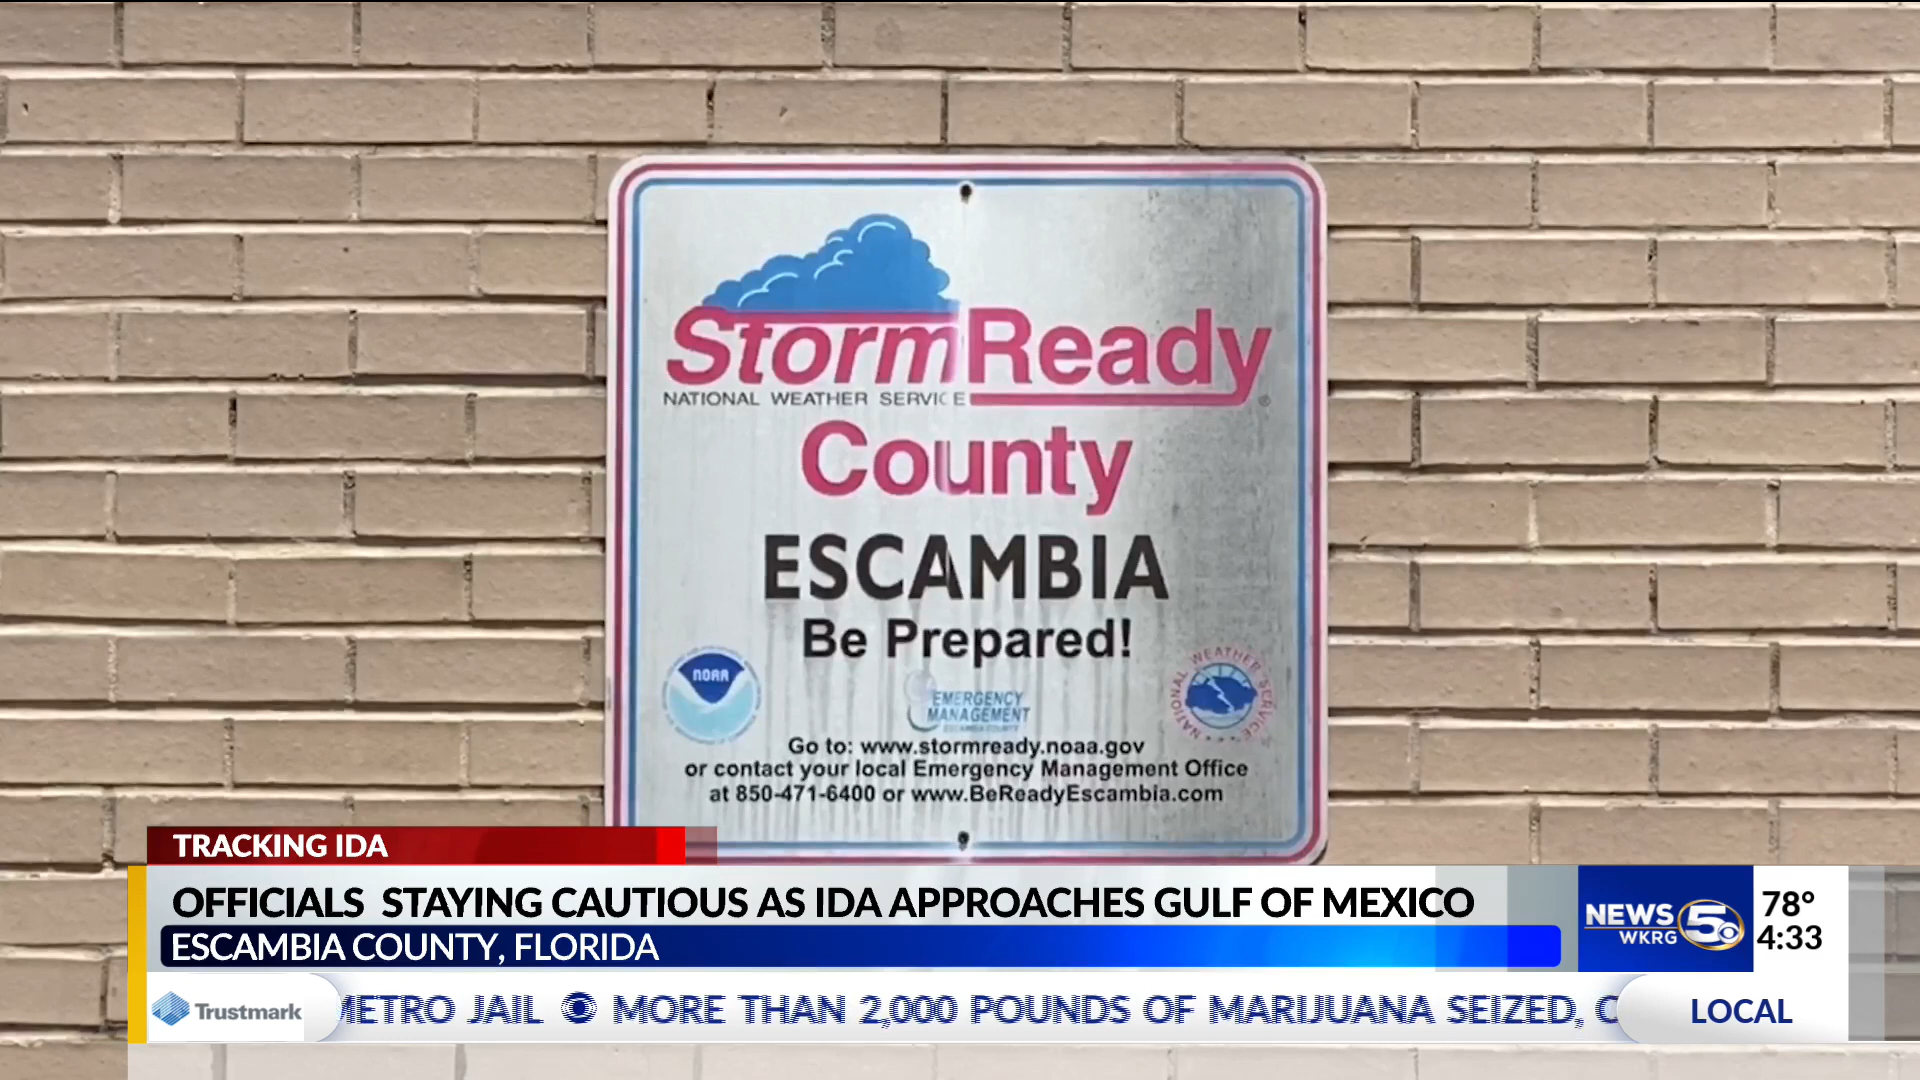 StormReady
NATIONAL WEATHER SERVICE
County
ESCAMBIA
Be Prepared!
NOAA
EMERGENCY
MANAGEMENT
ESCAMBIA COUNTY
NATIONAL WEATHER SERVICE
Go to: www.stormready.noaa.gov
or contact your local Emergency Management Office
at 850-471-6400 or www.BeReadyEscambia.com
TRACKING IDA
OFFICIALS STAYING CAUTIOUS AS IDA APPROACHES GULF OF MEXICO
ESCAMBIA COUNTY, FLORIDA
NEWS 5
WKRG
78°
4:33
Trustmark
METRO JAIL MORE THAN 2,000 POUNDS OF MARIJUANA SEIZED, C
LOCAL